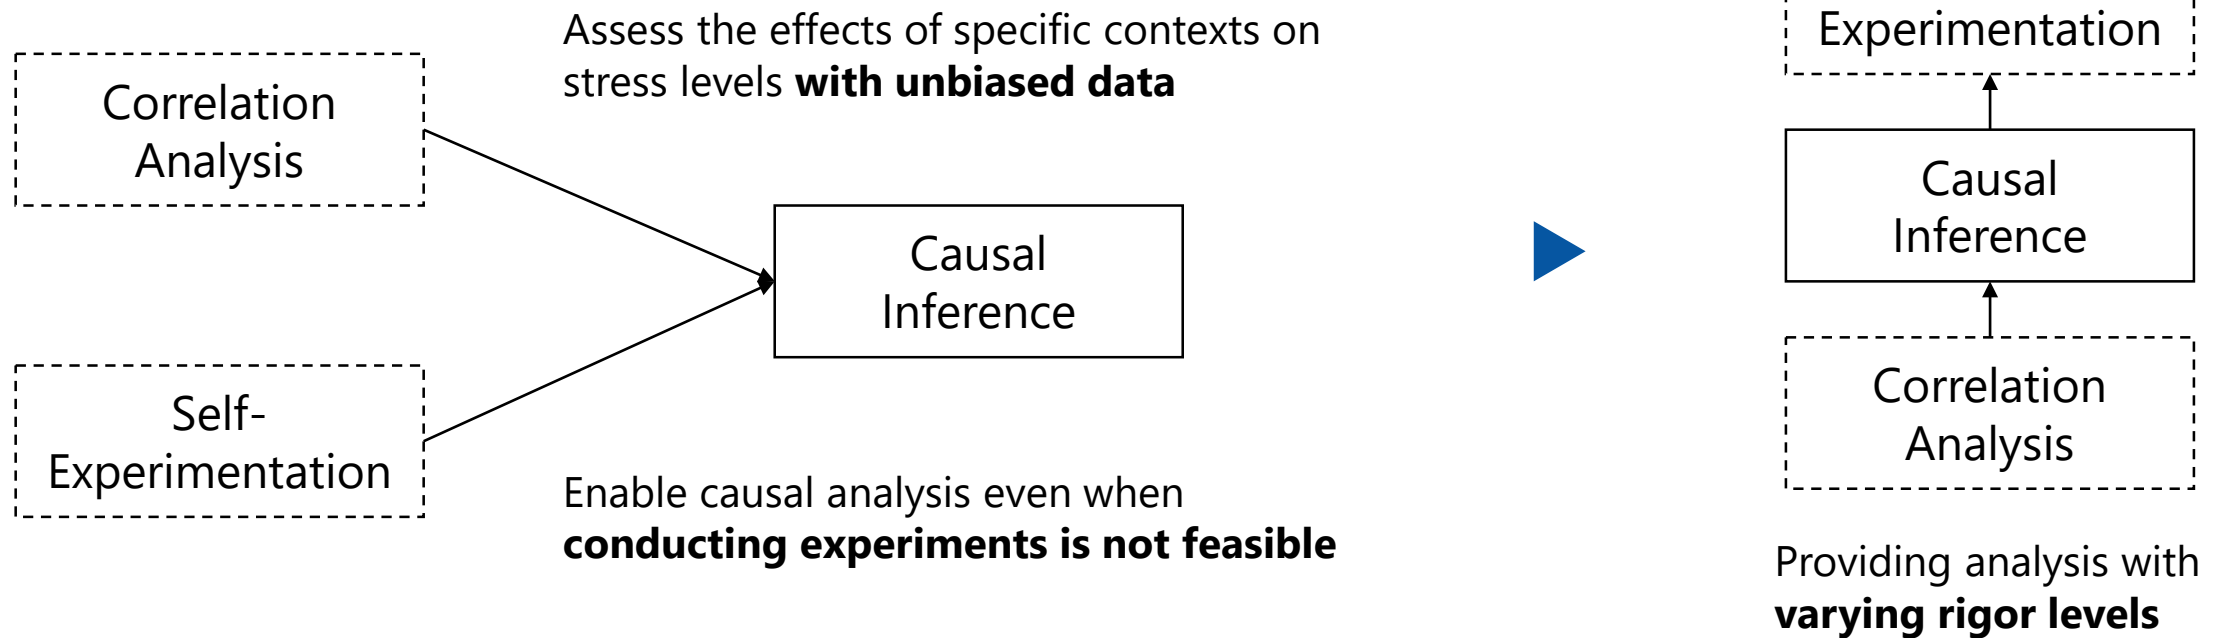 Assess the effects of specific contexts on
stress levels with unbiased data
Correlation
Analysis
Causal
Inference
Self-
Experimentation
Enable causal analysis even when
conducting experiments is not feasible
Experimentation
Causal
Inference
Correlation
Analysis
Providing analysis with
varying rigor levels